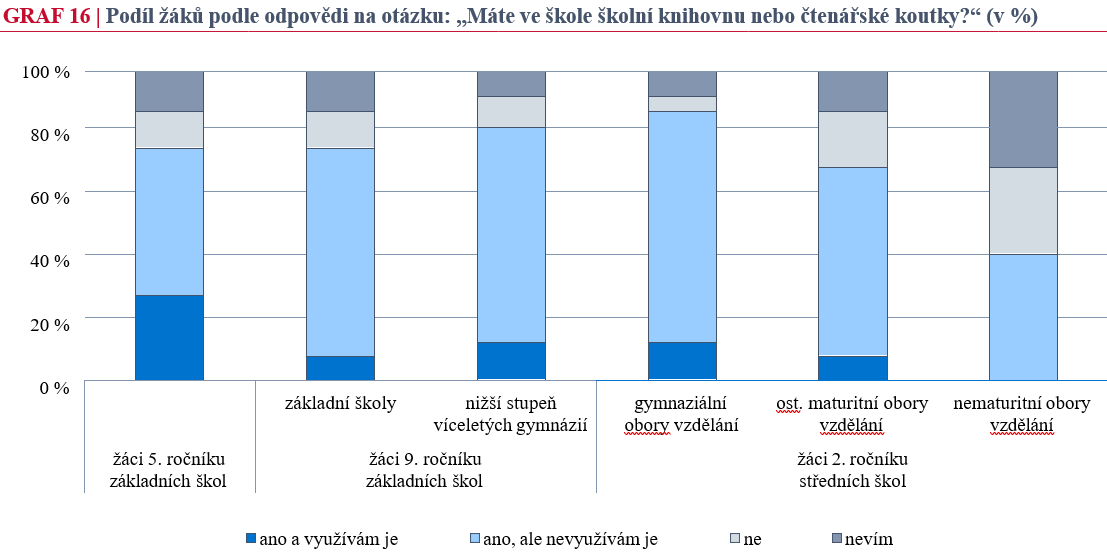 GRAF 16 | Podíl žáků podle odpovědi na otázku: „Máte ve škole školní knihovnu nebo čtenářské koutky?“ (v %)
100 %
80 %
60 %
40 %
20 %
0 %
základní školy
nižší stupeň
víceletých gymnázií
gymnaziální
obory vzdělání
ost. maturitní obory
vzdělání
nematuritní obory
vzdělání
žáci 5. ročníku
základních škol
žáci 9. ročníku
základních škol
žáci 2. ročníku
středních škol
ano a využívám je
ano, ale nevyužívám je
ne
nevím